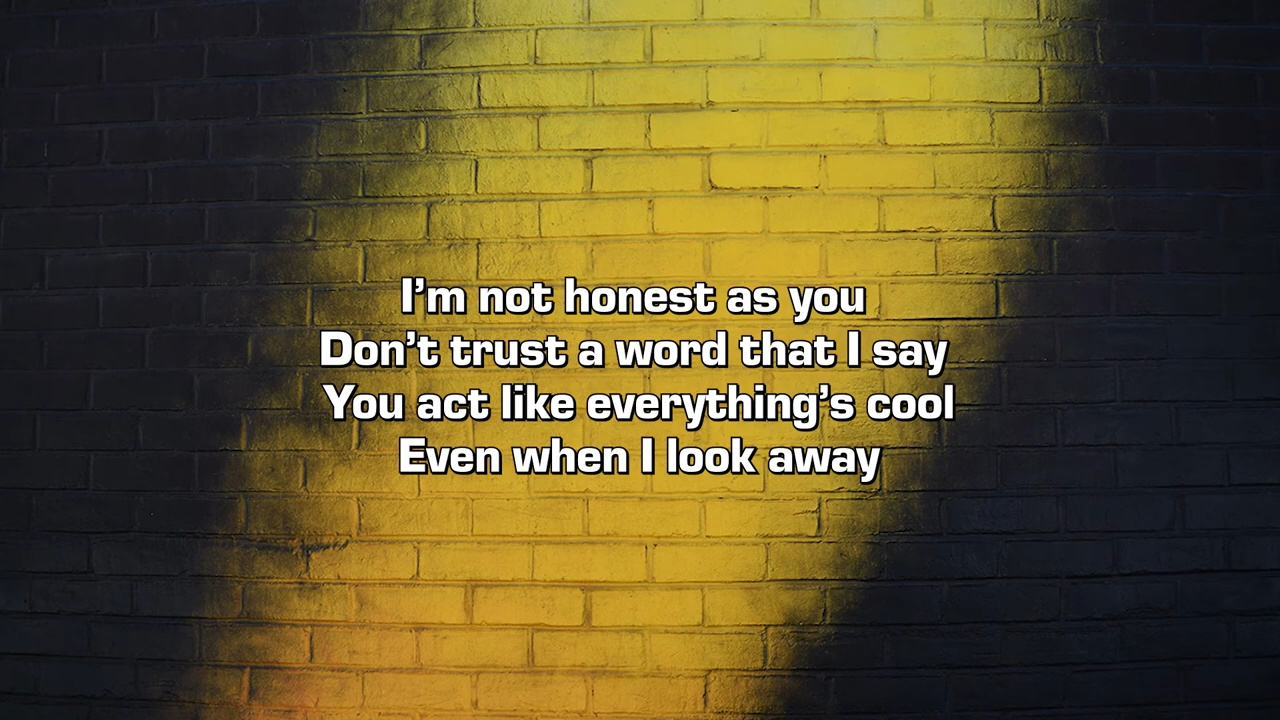 I’m not honest as you
Don’t trust a word that I say
You act like everything’s cool
Even when I look away